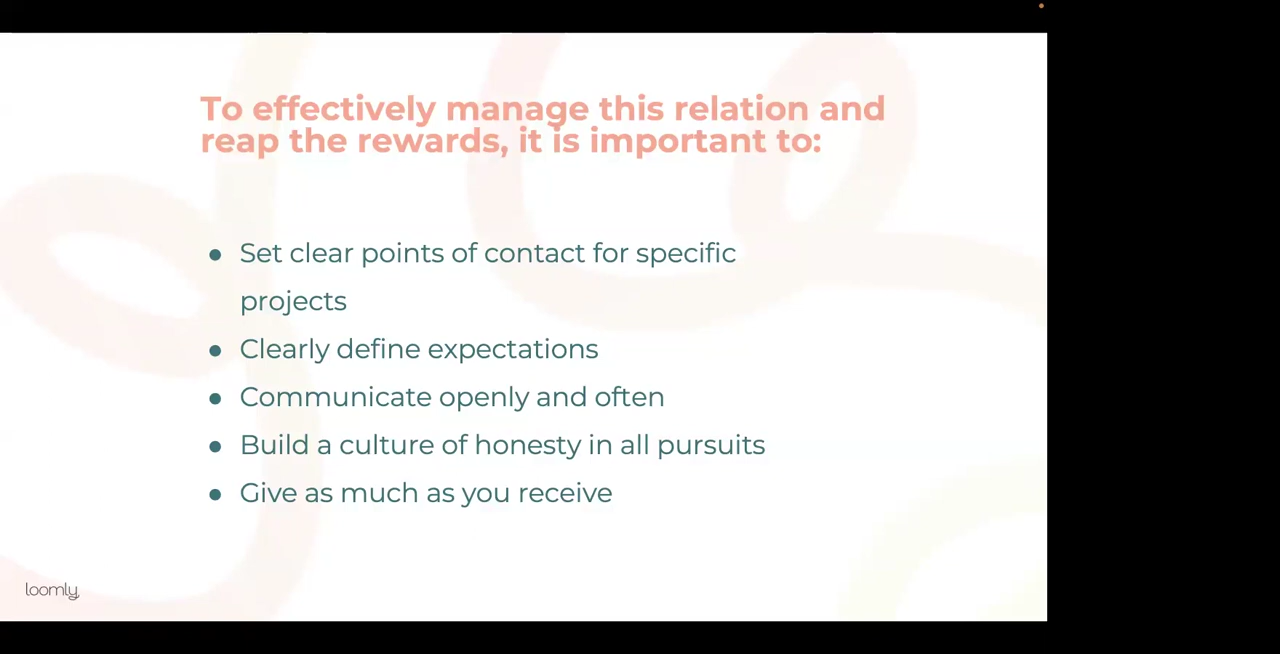 To effectively manage this relation and
reap the rewards, it is important to:
● Set clear points of contact for specific
projects
● Clearly define expectations
● Communicate openly and often
● Build a culture of honesty in all pursuits
● Give as much as you receive
loomly